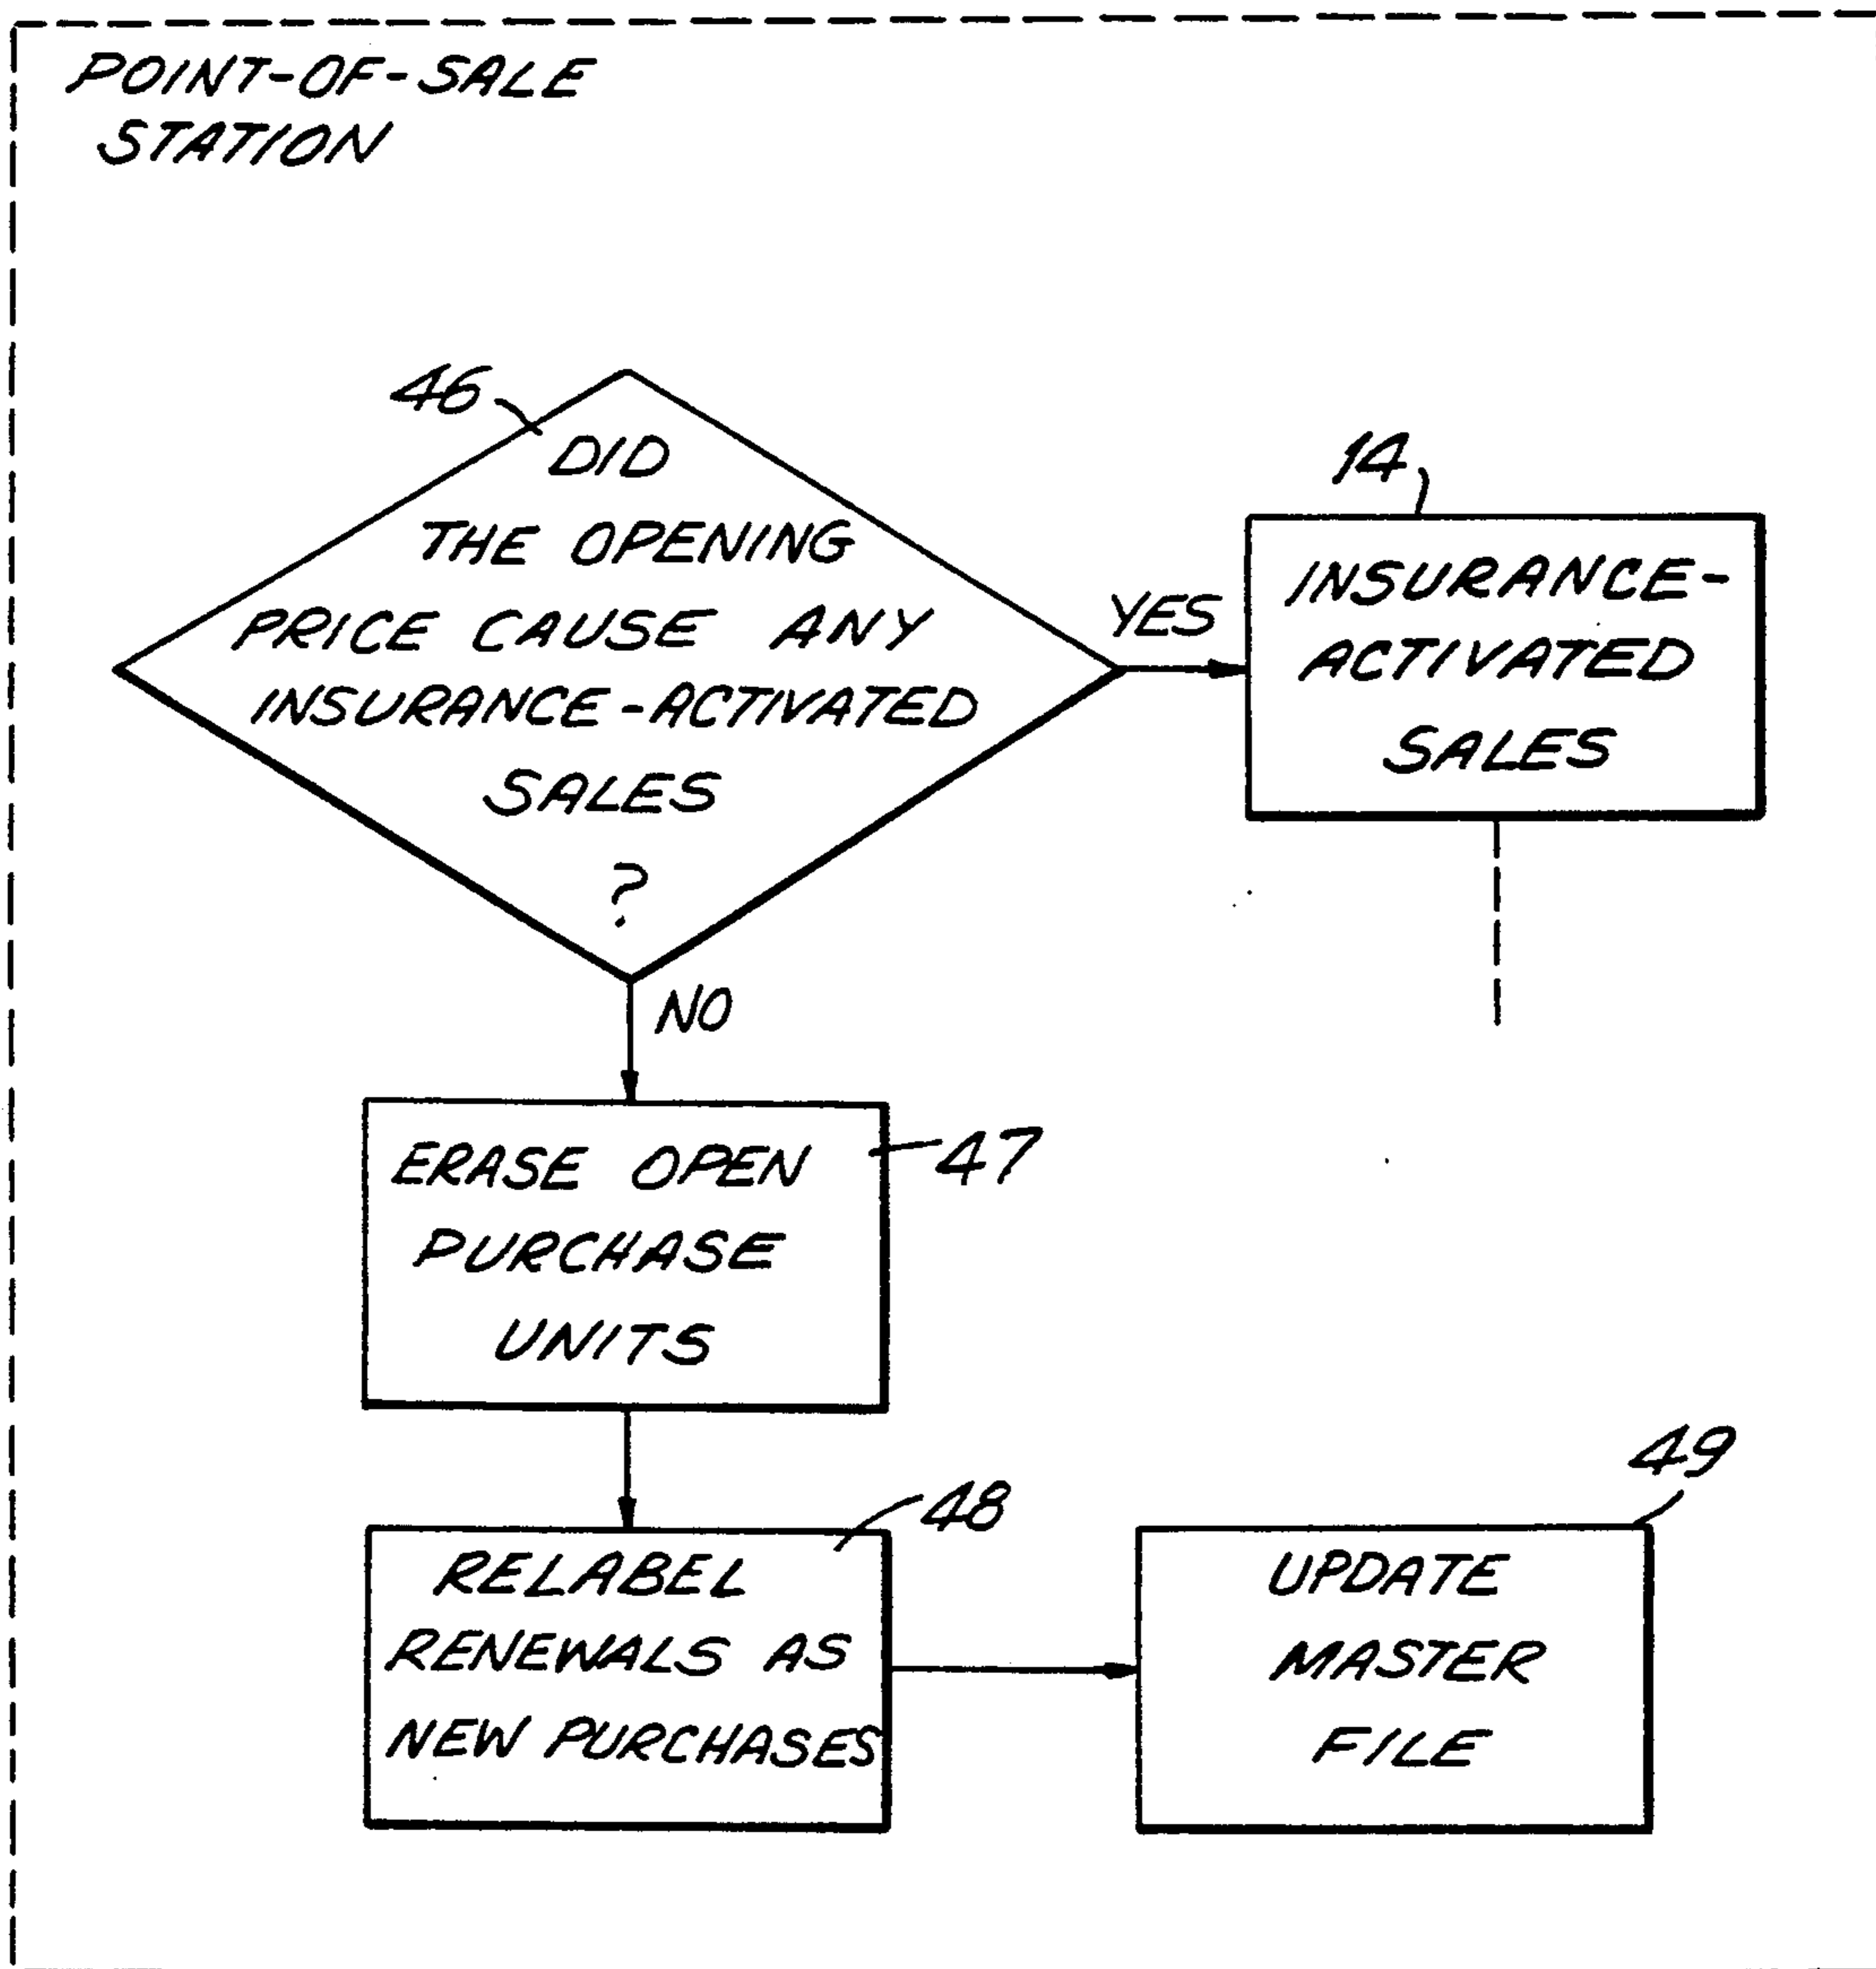 POINT-OF-SALE
STATION
46
DID
THE OPENING
PRICE CAUSE ANY
INSURANCE-ACTIVATED
SALES
?
YES
14
INSURANCE-
ACTIVATED
SALES
NO
ERASE OPEN
PURCHASE
UNITS
47
RELABEL
RENEWALS AS
NEW PURCHASES
48
UPDATE
MASTER
FILE
49